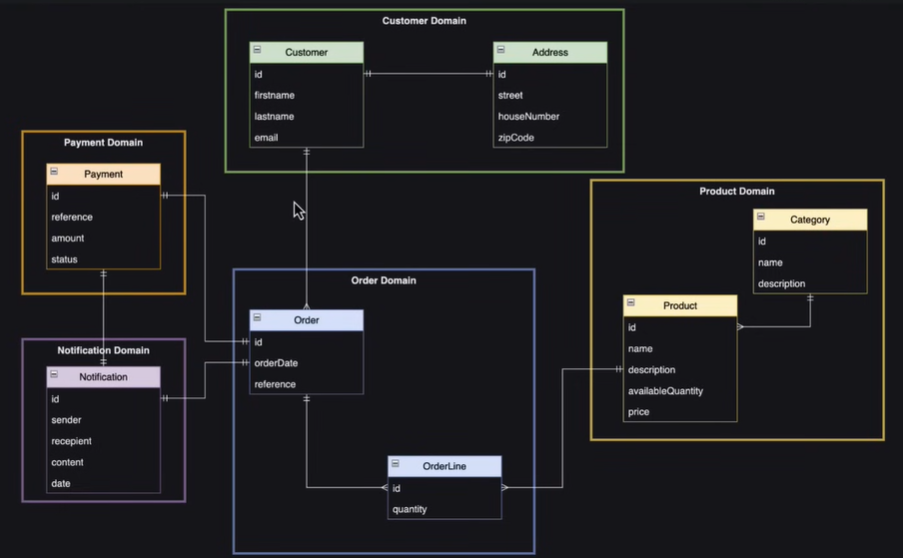 Customer Domain
Customer
id
firstname
lastname
email
Address
id
street
houseNumber
zipCode
Payment Domain
Payment
id
reference
amount
status
Product Domain
Category
id
name
description
Product
id
name
description
availableQuantity
price
Order Domain
Order
id
orderDate
reference
OrderLine
id
quantity
Notification Domain
Notification
id
sender
recepient
content
date